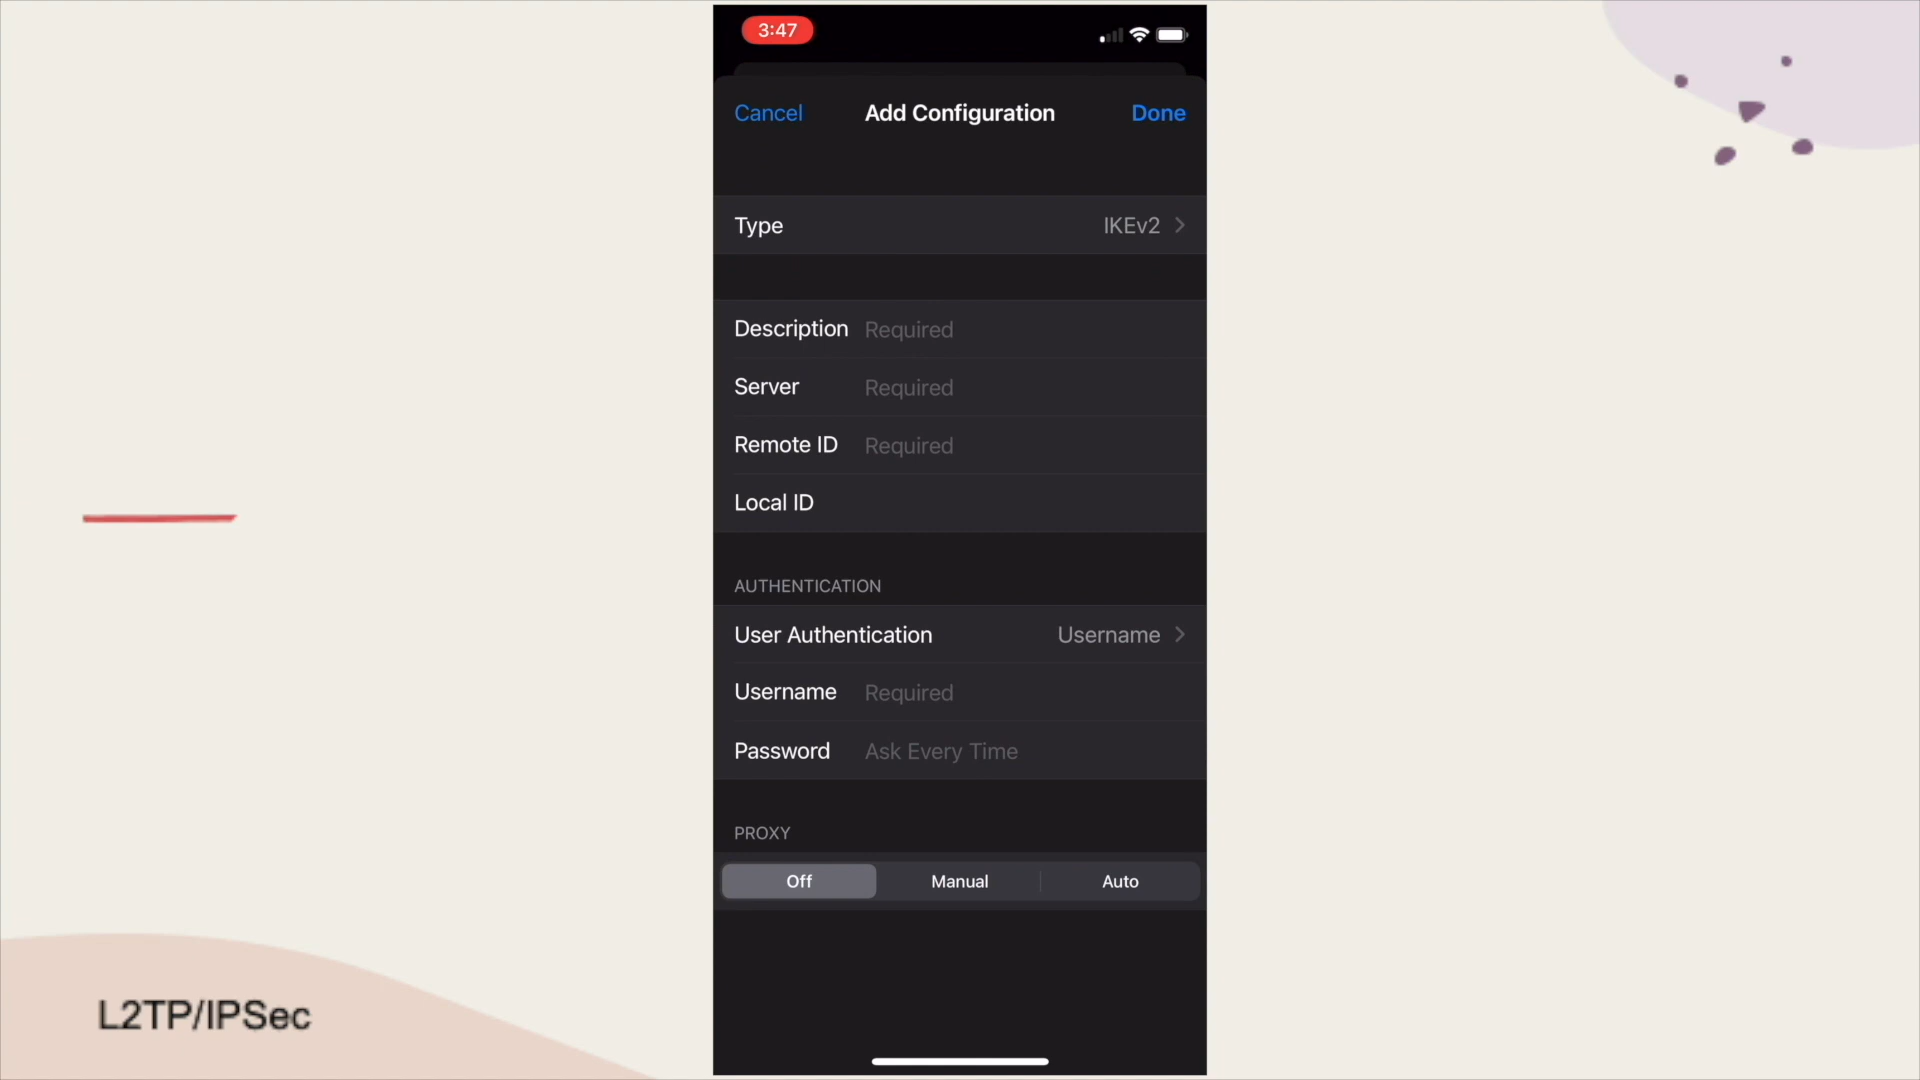 3:47
Cancel Add Configuration Done
Type IKEv2
Description Required
Server Required
Remote ID Required
Local ID
AUTHENTICATION
User Authentication Username
Username Required
Password Ask Every Time
PROXY
Off Manual Auto
L2TP/IPSec